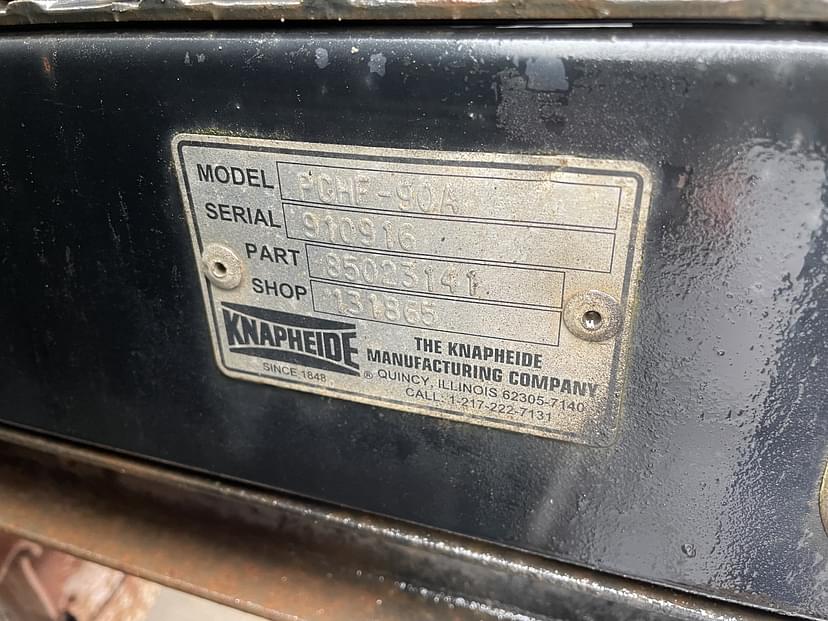 MODEL PGHF-90A
SERIAL 910916
PART 85023141
SHOP 131865
KNAPHEIDE
SINCE 1848
®
THE KNAPHEIDE
MANUFACTURING COMPANY
QUINCY, ILLINOIS 62305-7140
CALL: 1-217-222-7131